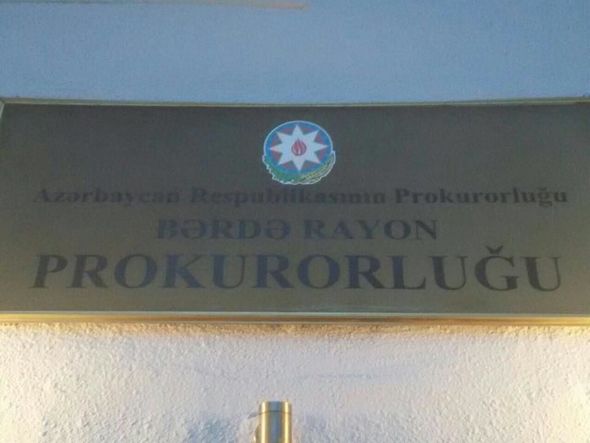 Azərbaycan Respublikasının Prokurorluğu
BƏRDƏ RAYON
PROKURORLUĞU